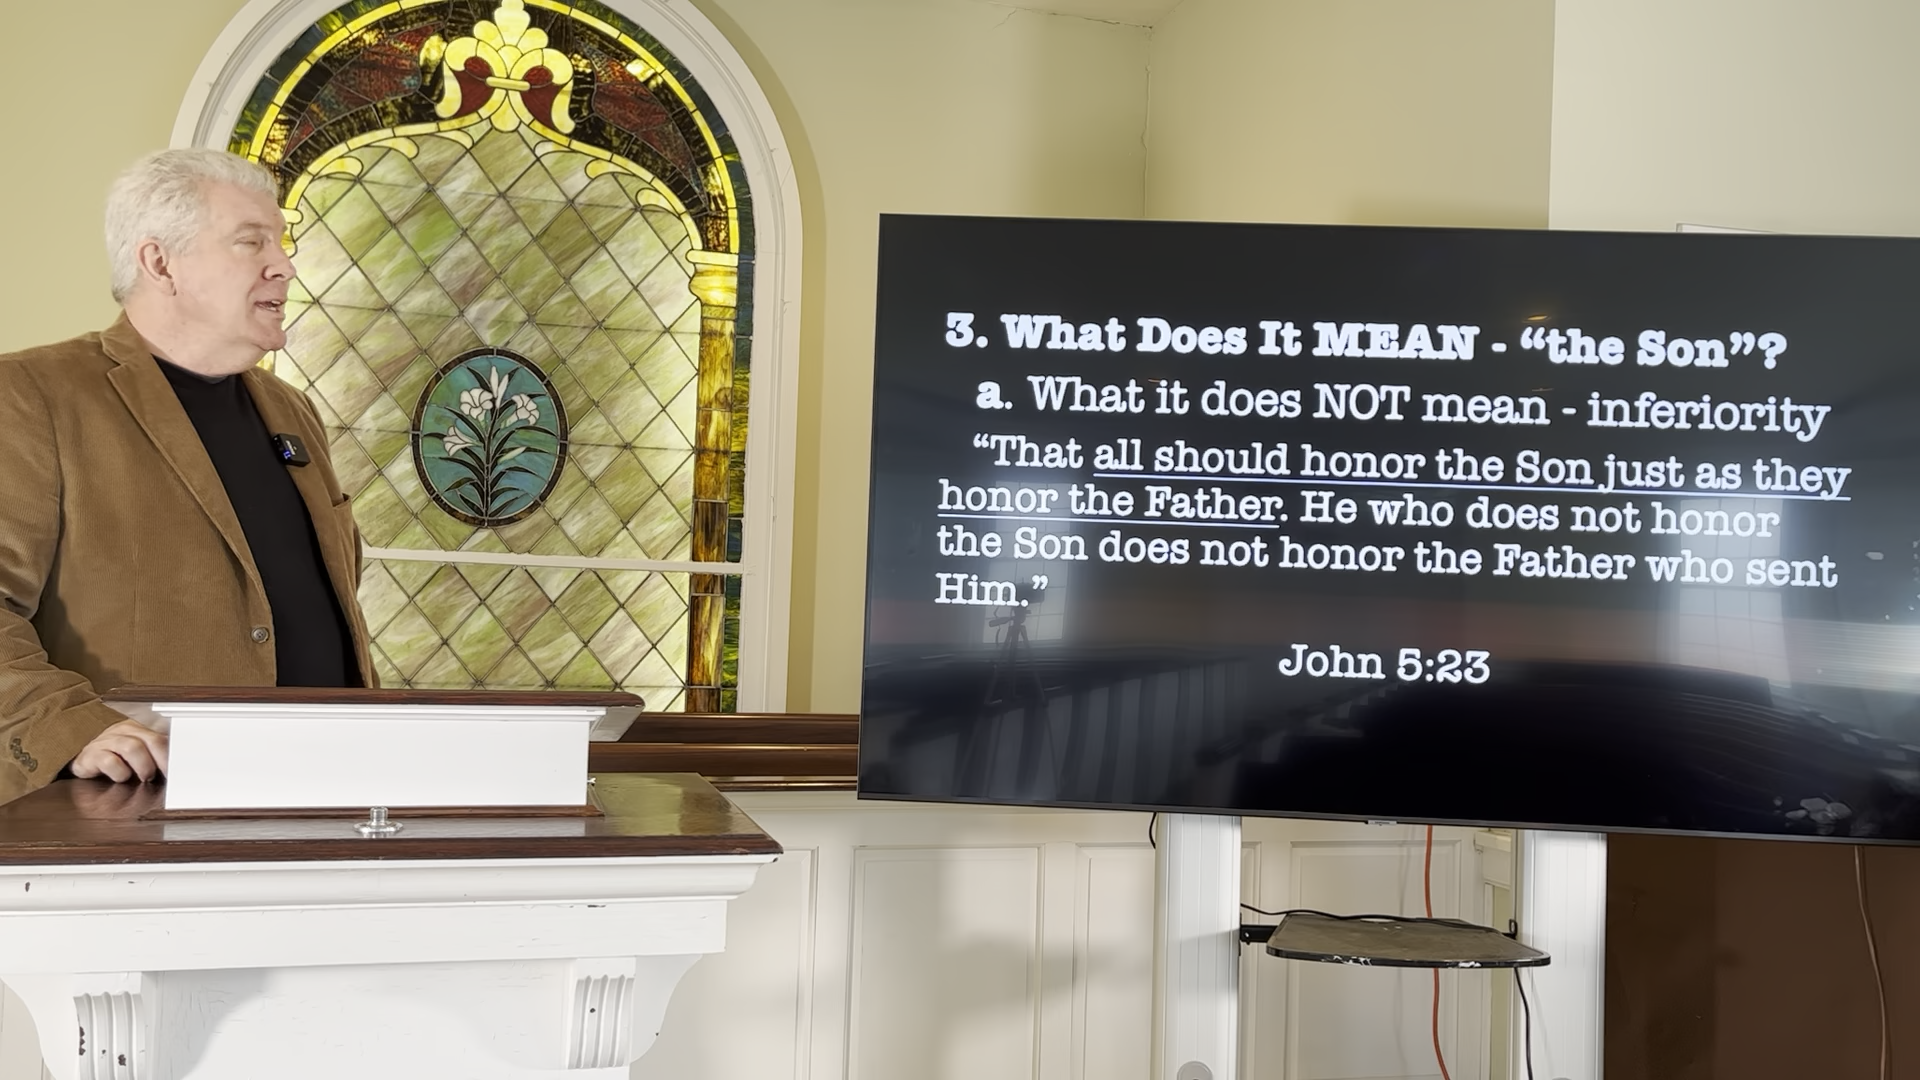 3. What Does It MEAN - “the Son”?
a. What it does NOT mean - inferiority
“That all should honor the Son just as they
honor the Father. He who does not honor
the Son does not honor the Father who sent
Him.”
John 5:23